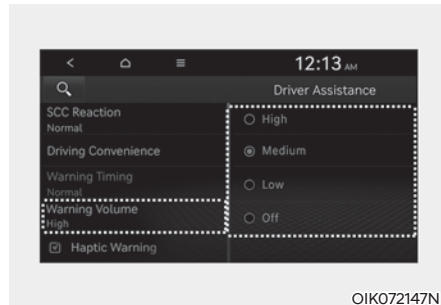 12:13 AM
Driver Assistance
SCC Reaction
Normal
Driving Convenience
Warning Timing
Normal
Warning Volume
High
Haptic Warning
High
Medium
Low
Off
OIK072147N